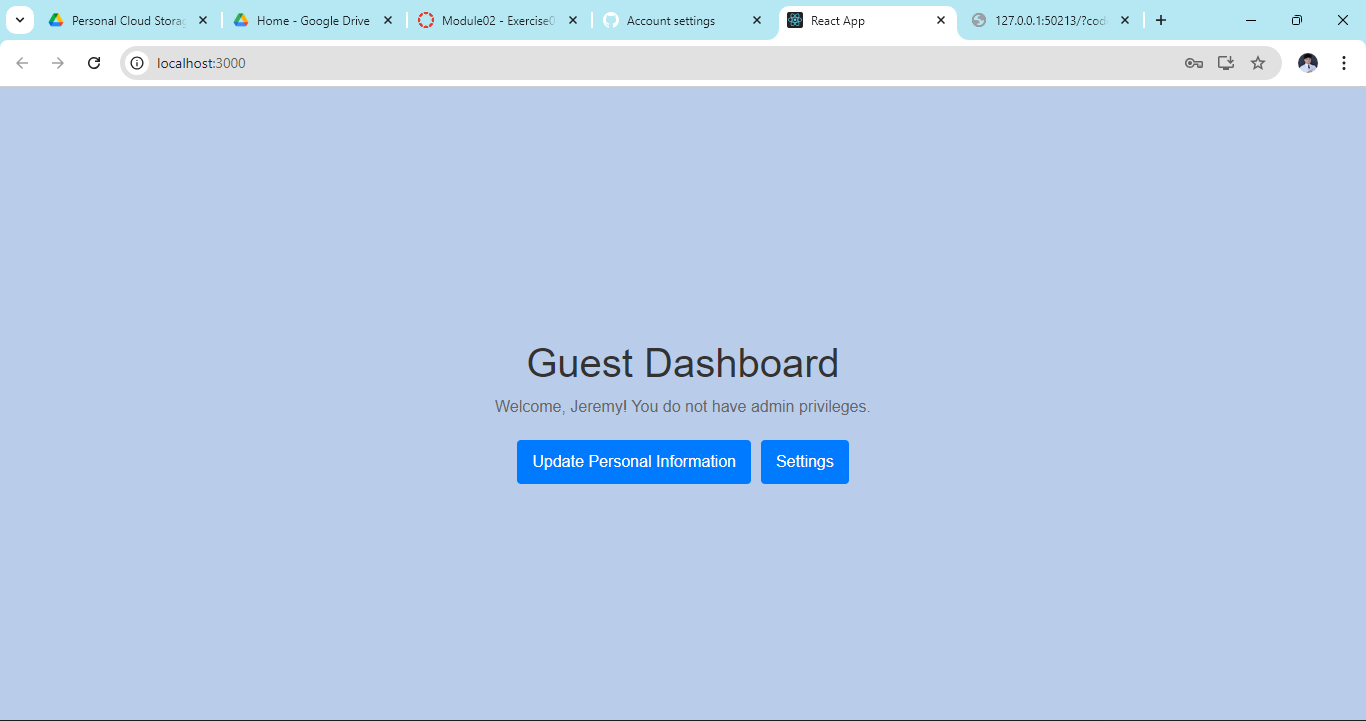 Personal Cloud Storag
Home - Google Drive
Module02 - Exercise0
Account settings
React App
127.0.0.1:50213/?cod
localhost:3000
Guest Dashboard
Welcome, Jeremy! You do not have admin privileges.
Update Personal Information
Settings